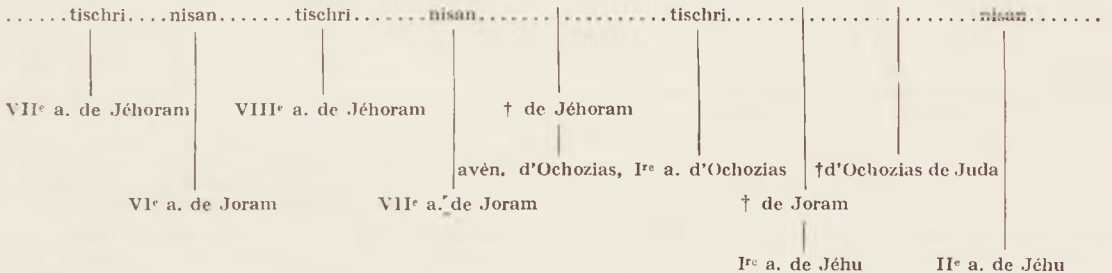 ......tischri....nisan.......tischri.......nisan.......................tischri...............................nisan.......
VIIᵉ a. de Jéhoram VIIIᵉ a. de Jéhoram † de Jéhoram
avèn. d'Ochozias, Iʳᵉ a. d'Ochozias †d'Ochozias de Juda
VIᵉ a. de Joram VIIᵉ a. de Joram † de Joram
Iʳᵉ a. de Jéhu IIᵉ a. de Jéhu